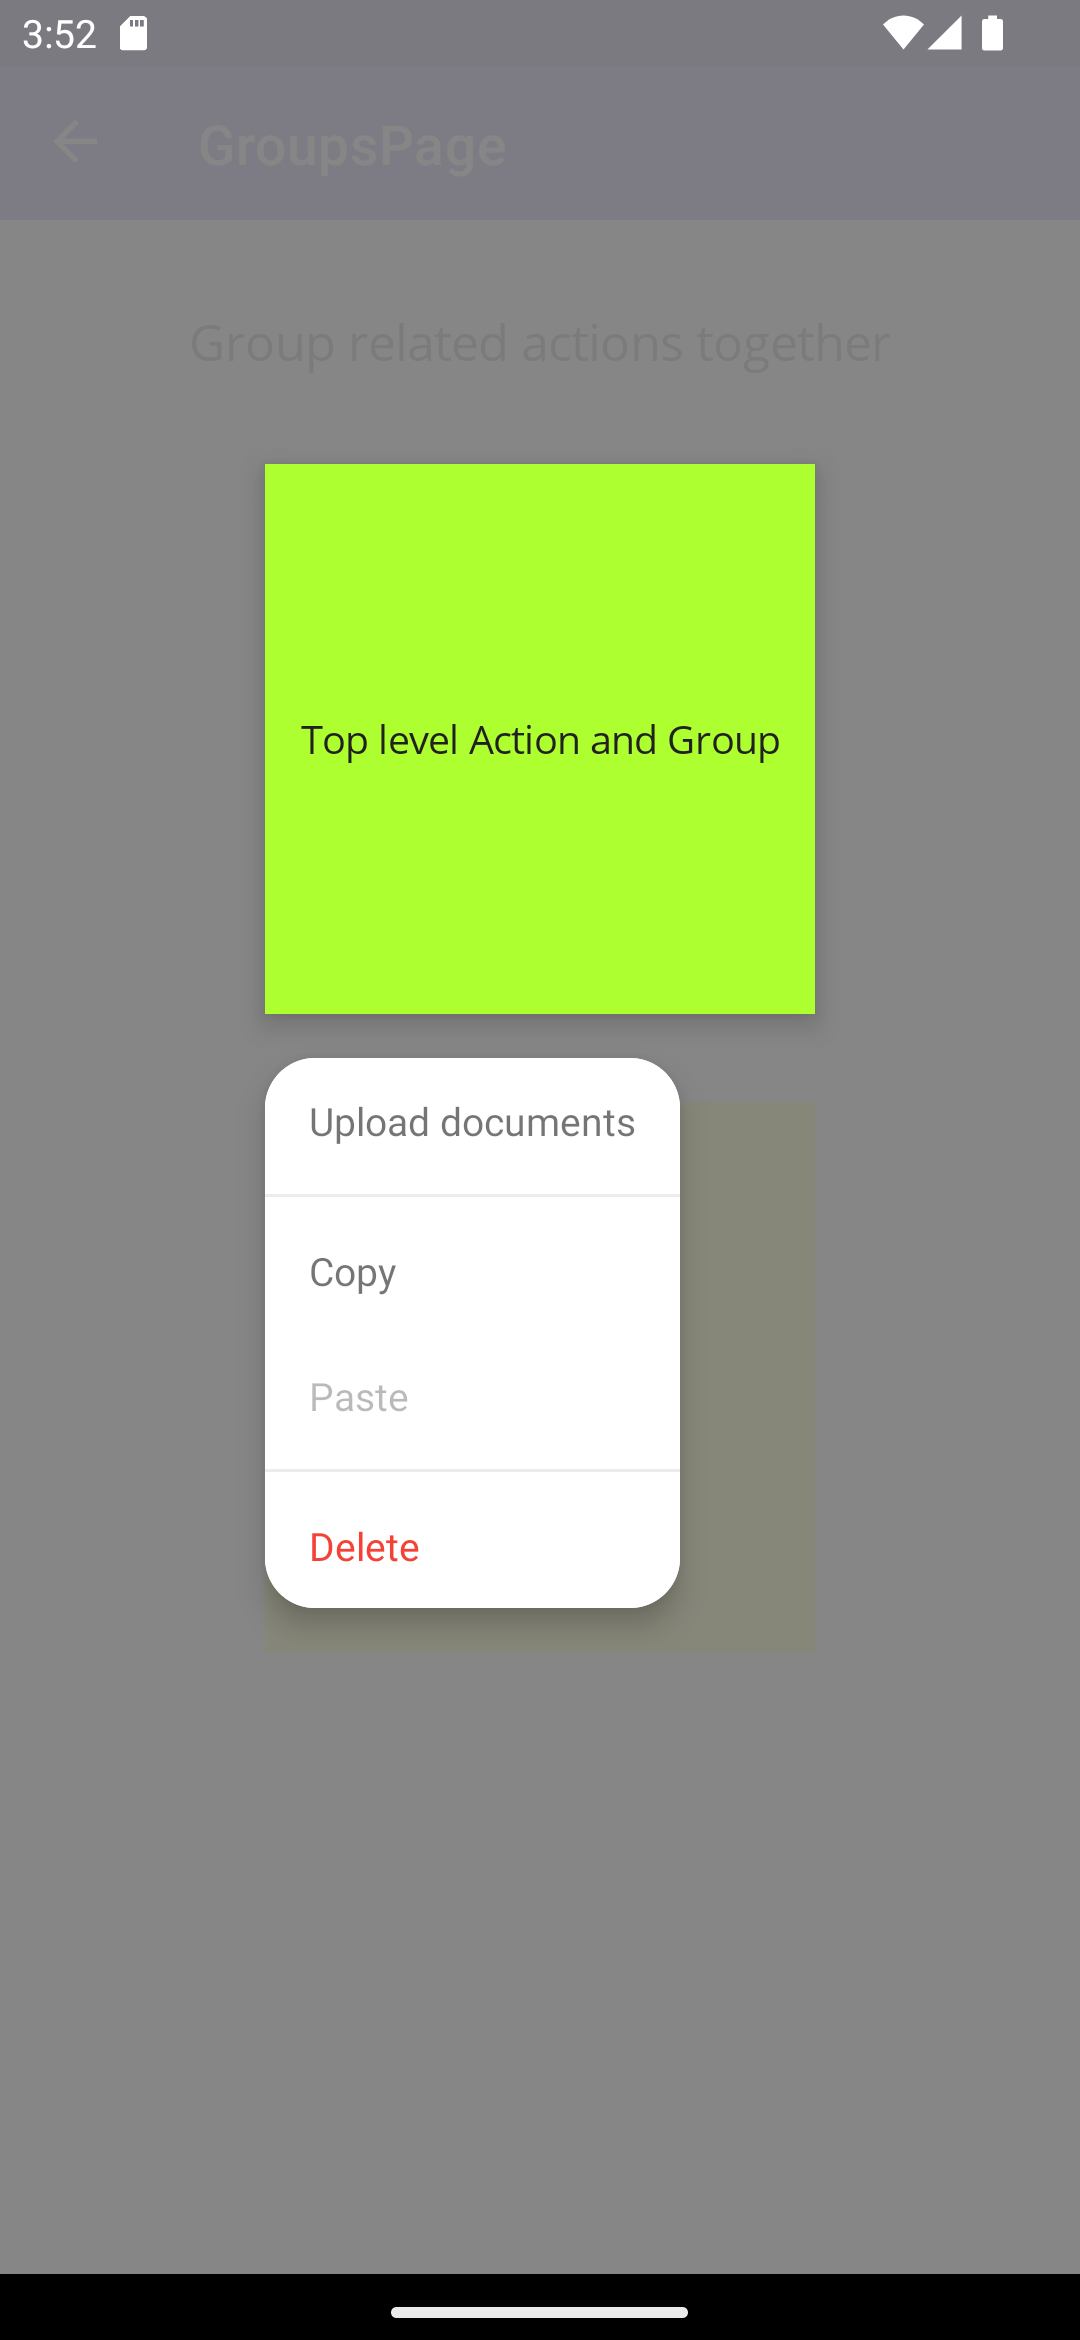 3:52
GroupsPage
Group related actions together
Top level Action and Group
Upload documents
Copy
Paste
Delete